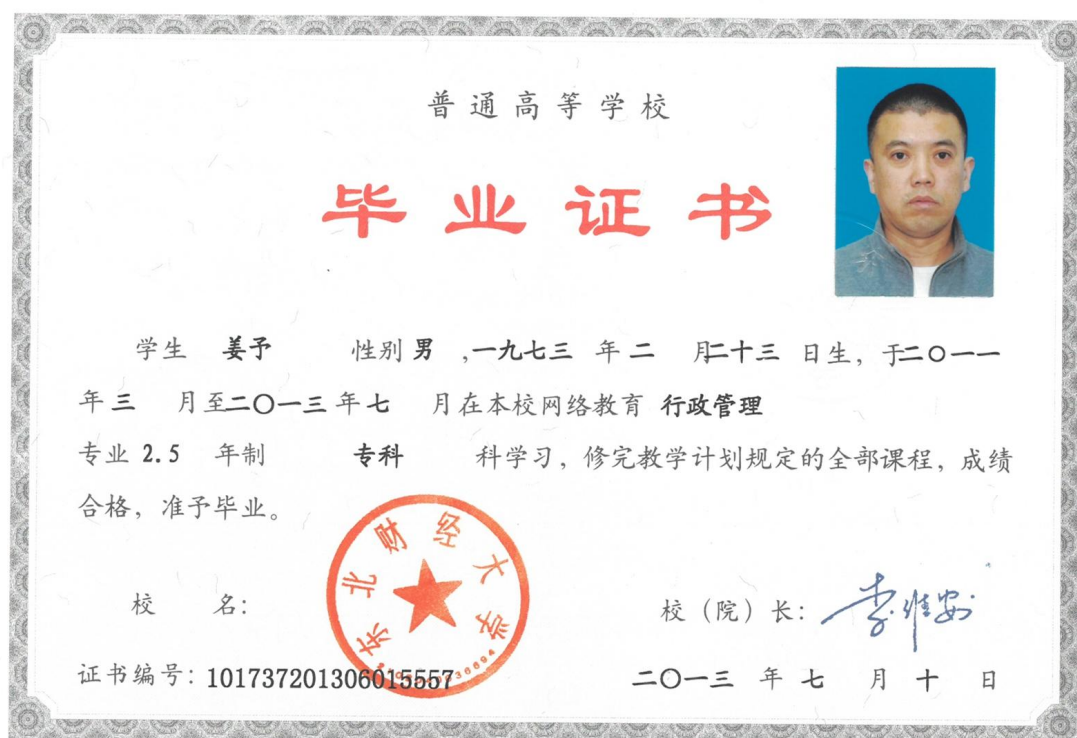 普通高等学校
毕业证书
学生 姜予 性别 男 ,一九七三 年 二 月二十三 日生，于二〇一一
年 三 月至二〇一三 年 七 月在本校网络教育 行政管理
专业 2.5 年制 专科 科学习，修完教学计划规定的全部课程，成绩
合格，准予毕业。
东北财经大学
校 名：
校（院）长：李维安
证书编号：101737201306015557
二〇一三 年 七 月 十 日